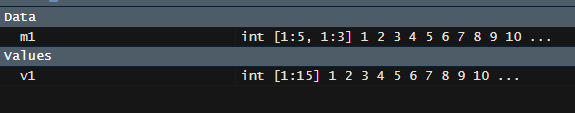 Data
m1 int [1:5, 1:3] 1 2 3 4 5 6 7 8 9 10 ...
Values
v1 int [1:15] 1 2 3 4 5 6 7 8 9 10 ...